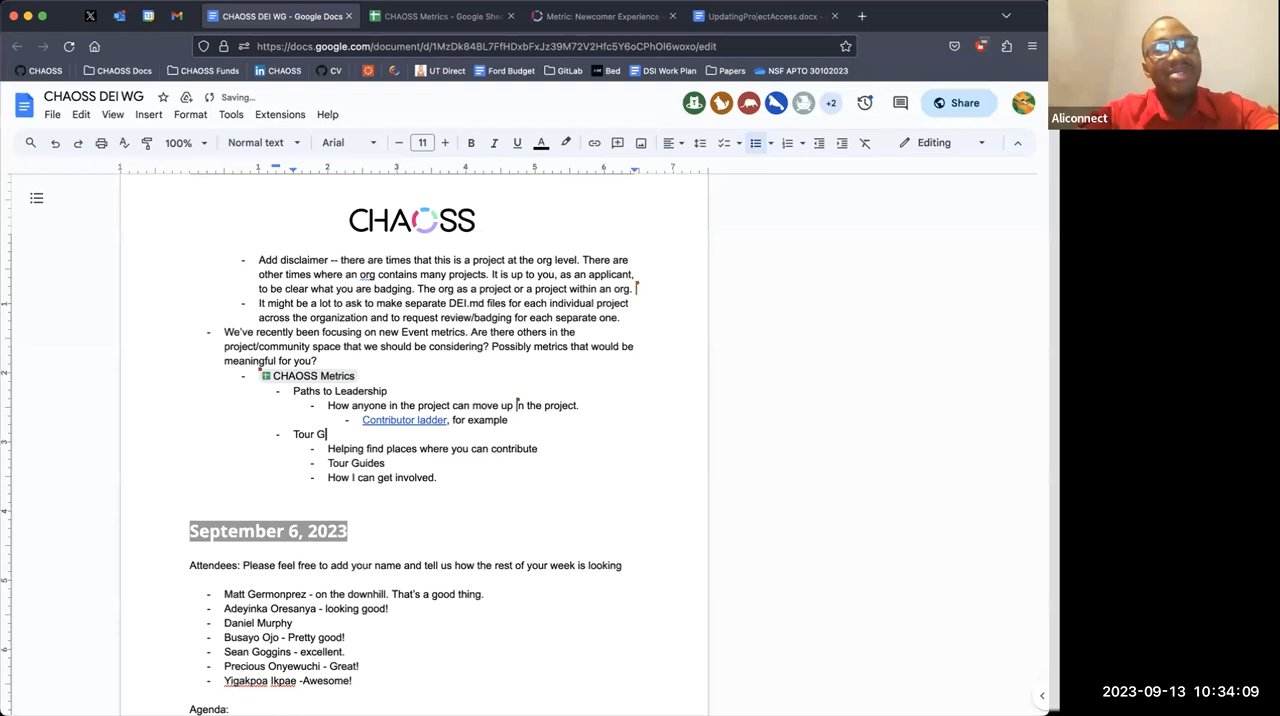 CHAOSS DEI WG - Google Docs
CHAOSS Metrics - Google She
Metric: Newcomer Experience
UpdatingProjectAccess.docx -
https://docs.google.com/document/d/1MzDk84BL7FfHDxbFxJz39M72V2Hfc5Y6oCPhOl6woxo/edit
CHAOSS CHAOSS Docs CHAOSS Funds CHAOSS CV UT Direct Ford Budget GitLab Bed DSI Work Plan Papers NSF APTO 30102023
CHAOSS DEI WG Saving...
File Edit View Insert Format Tools Extensions Help
+2 Share
100% Normal text Arial 11 Editing
1 1 2 3 4 5 6 7
CHAOSS
- Add disclaimer -- there are times that this is a project at the org level. There are
other times where an org contains many projects. It is up to you, as an applicant,
to be clear what you are badging. The org as a project or a project within an org.
- It might be a lot to ask to make separate DEI.md files for each individual project
across the organization and to request review/badging for each separate one.
- We've recently been focusing on new Event metrics. Are there others in the
project/community space that we should be considering? Possibly metrics that would be
meaningful for you?
- CHAOSS Metrics
- Paths to Leadership
- How anyone in the project can move up in the project.
- Contributor ladder, for example
- Tour G
- Helping find places where you can contribute
- Tour Guides
- How I can get involved.
September 6, 2023
Attendees: Please feel free to add your name and tell us how the rest of your week is looking
- Matt Germonprez - on the downhill. That's a good thing.
- Adeyinka Oresanya - looking good!
- Daniel Murphy
- Busayo Ojo - Pretty good!
- Sean Goggins - excellent.
- Precious Onyewuchi - Great!
- Yigakpoa Ikpae -Awesome!
Agenda:
Aliconnect
2023-09-13 10:34:09